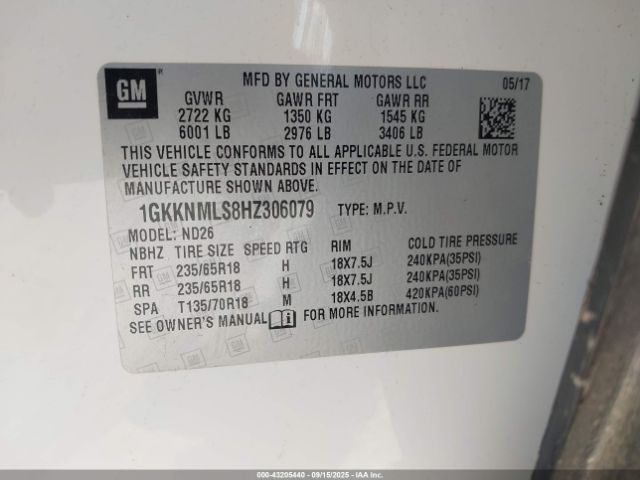 GM
MFD BY GENERAL MOTORS LLC 05/17
GVWR GAWR FRT GAWR RR
2722 KG 1350 KG 1545 KG
6001 LB 2976 LB 3406 LB
THIS VEHICLE CONFORMS TO ALL APPLICABLE U.S. FEDERAL MOTOR
VEHICLE SAFETY STANDARDS IN EFFECT ON THE DATE OF
MANUFACTURE SHOWN ABOVE.
1GKKNMLS8HZ306079 TYPE: M.P.V.
MODEL: ND26
NBHZ TIRE SIZE SPEED RTG RIM COLD TIRE PRESSURE
FRT 235/65R18 H 18X7.5J 240KPA(35PSI)
RR 235/65R18 H 18X7.5J 240KPA(35PSI)
SPA T135/70R18 M 18X4.5B 420KPA(60PSI)
SEE OWNER'S MANUAL FOR MORE INFORMATION.
000-43205440 - 09/15/2025 - IAAI.COM